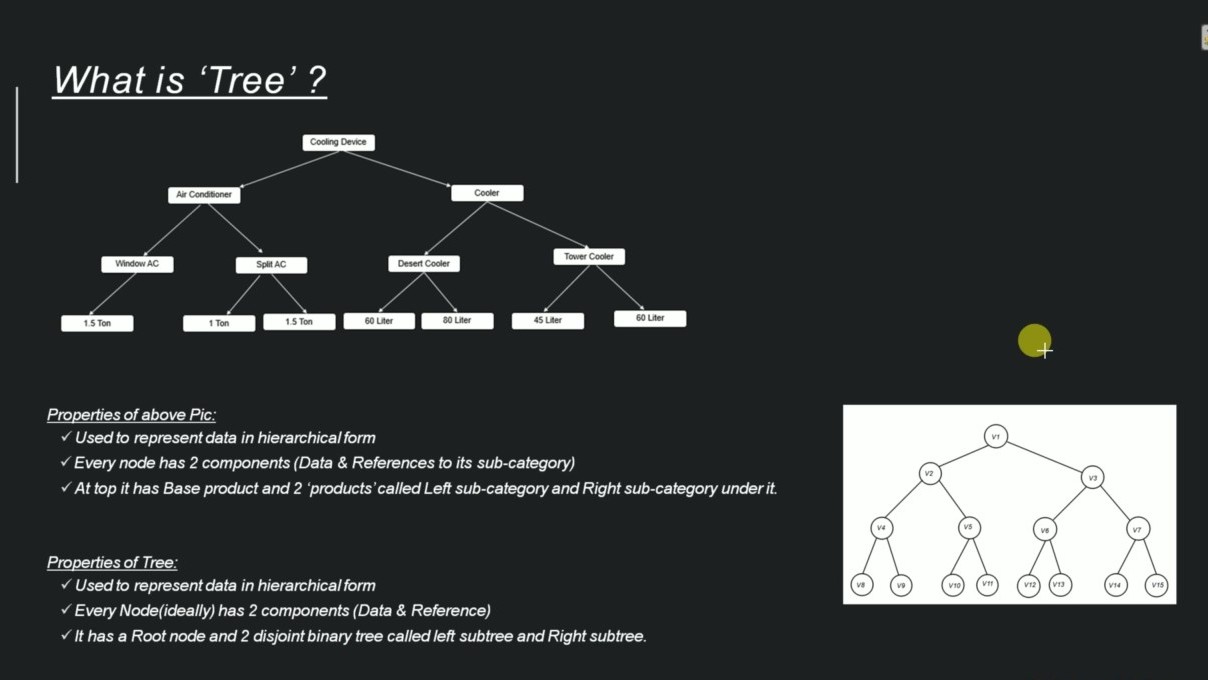 What is ‘Tree’ ?
Cooling Device
Air Conditioner
Cooler
Window AC
Split AC
Desert Cooler
Tower Cooler
1.5 Ton
1 Ton
1.5 Ton
60 Liter
80 Liter
45 Liter
60 Liter
Properties of above Pic:
✓ Used to represent data in hierarchical form
✓ Every node has 2 components (Data & References to its sub-category)
✓ At top it has Base product and 2 ‘products’ called Left sub-category and Right sub-category under it.
Properties of Tree:
✓ Used to represent data in hierarchical form
✓ Every Node(ideally) has 2 components (Data & Reference)
✓ It has a Root node and 2 disjoint binary tree called left subtree and Right subtree.
V1
V2
V3
V4
V5
V6
V7
V8
V9
V10
V11
V12
V13
V14
V15